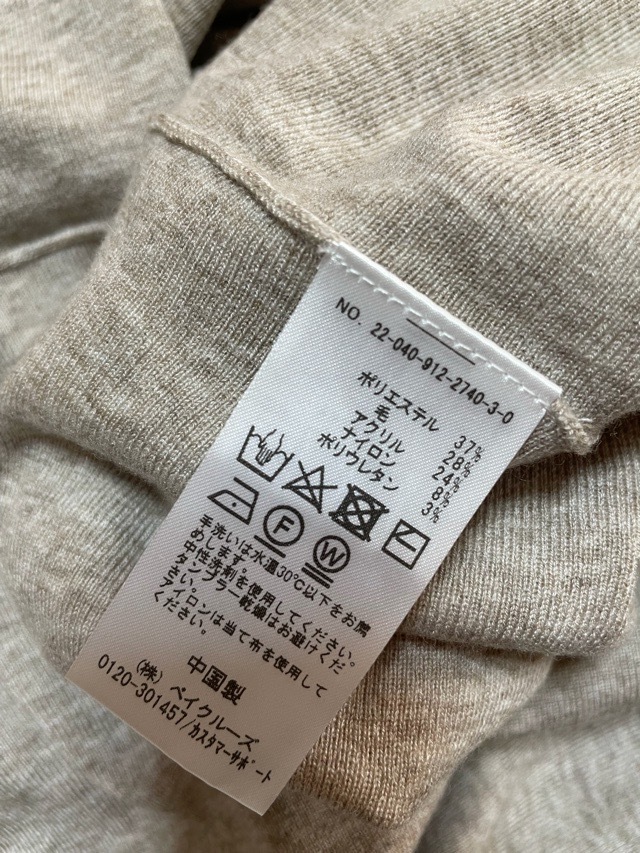 NO. 22-040-912-2740-3-0
ポリエステル 37%
毛 28%
アクリル 24%
ナイロン 8%
ポリウレタン 3%
F
W
手洗いは水温30℃以下をお薦
めします。
中性洗剤を使用してください。
タンブラー乾燥はお避けくだ
さい。
アイロンは当て布を使用して
ください。
中国製
(株) ベイクルーズ
0120-301457/カスタマーサポート